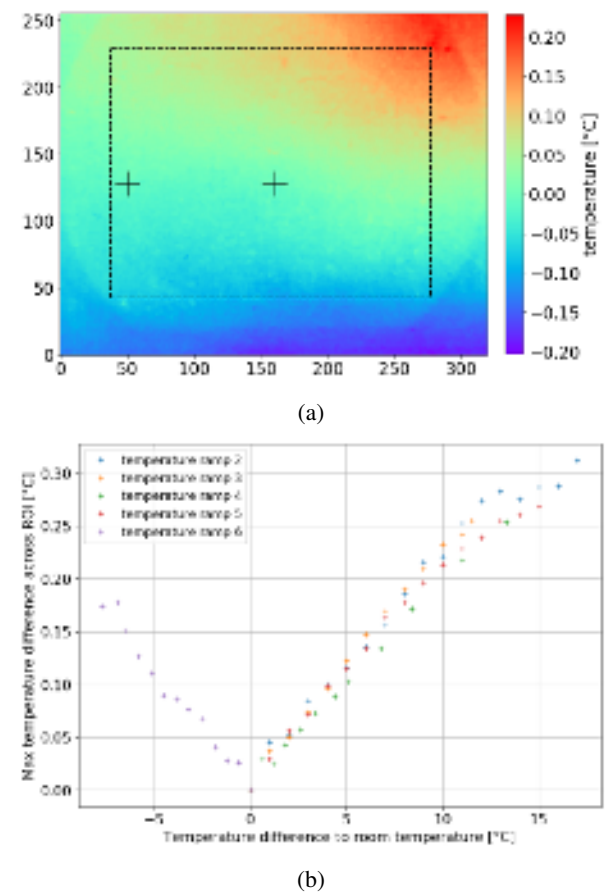 250
200
150
100
50
0
0 50 100 150 200 250 300
0.20
0.15
0.10
0.05
0.00
−0.05
−0.10
−0.15
−0.20
temperature [°C]
(a)
temperature ramp 2
temperature ramp 3
temperature ramp 4
temperature ramp 5
temperature ramp 6
0.30
0.25
0.20
0.15
0.10
0.05
0.00
Max temperature difference across ROI [°C]
−5 0 5 10 15
Temperature difference to room temperature [°C]
(b)